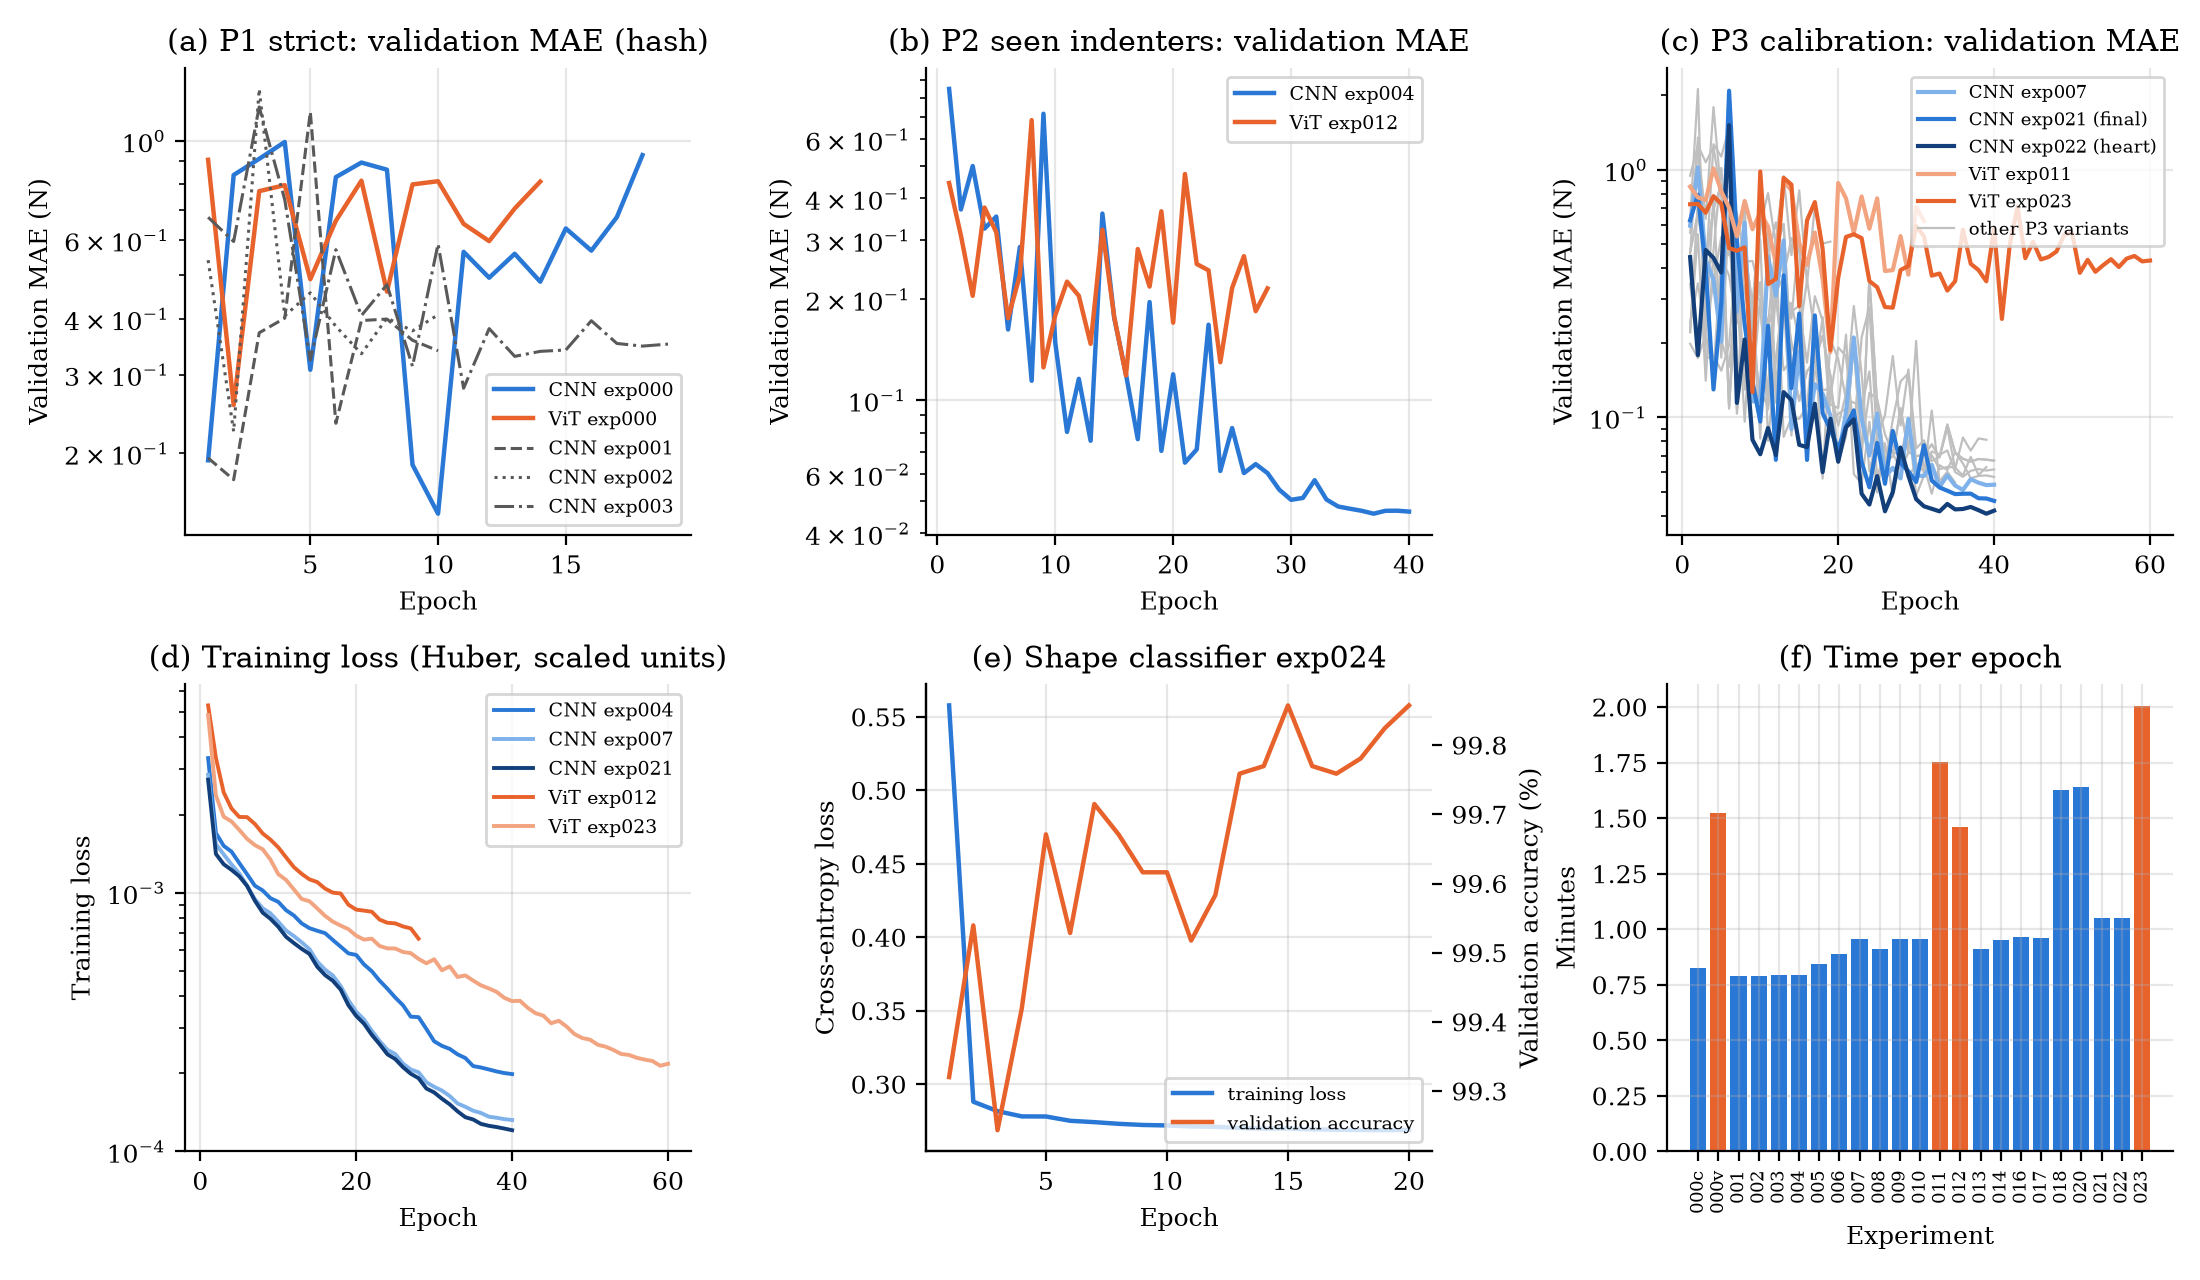 (a) P1 strict: validation MAE (hash)
Validation MAE (N)
10⁰
6 × 10⁻¹
4 × 10⁻¹
3 × 10⁻¹
2 × 10⁻¹
CNN exp000
ViT exp000
CNN exp001
CNN exp002
CNN exp003
5 10 15
Epoch
(b) P2 seen indenters: validation MAE
Validation MAE (N)
6 × 10⁻¹
4 × 10⁻¹
3 × 10⁻¹
2 × 10⁻¹
10⁻¹
6 × 10⁻²
4 × 10⁻²
CNN exp004
ViT exp012
0 10 20 30 40
Epoch
(c) P3 calibration: validation MAE
Validation MAE (N)
10⁰
10⁻¹
CNN exp007
CNN exp021 (final)
CNN exp022 (heart)
ViT exp011
ViT exp023
other P3 variants
0 20 40 60
Epoch
(d) Training loss (Huber, scaled units)
Training loss
10⁻³
10⁻⁴
CNN exp004
CNN exp007
CNN exp021
ViT exp012
ViT exp023
0 20 40 60
Epoch
(e) Shape classifier exp024
Cross-entropy loss
0.55
0.50
0.45
0.40
0.35
0.30
Validation accuracy (%)
99.8
99.7
99.6
99.5
99.4
99.3
training loss
validation accuracy
5 10 15 20
Epoch
(f) Time per epoch
Minutes
2.00
1.75
1.50
1.25
1.00
0.75
0.50
0.25
0.00
000c 000v 001 002 003 004 005 006 007 008 009 010 011 012 013 014 016 017 018 020 021 022 023
Experiment